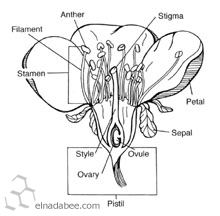 Anther
Stigma
Filament
Stamen
Petal
Sepal
Style
Ovule
Ovary
Pistil
elnadabee.com